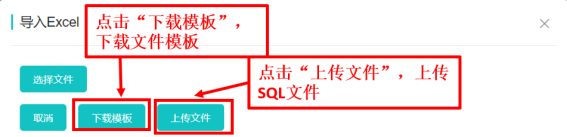 导入Excel
点击“下载模板”，
下载文件模板
×
选择文件
点击“上传文件”，上传
SQL文件
取消
下载模板
上传文件